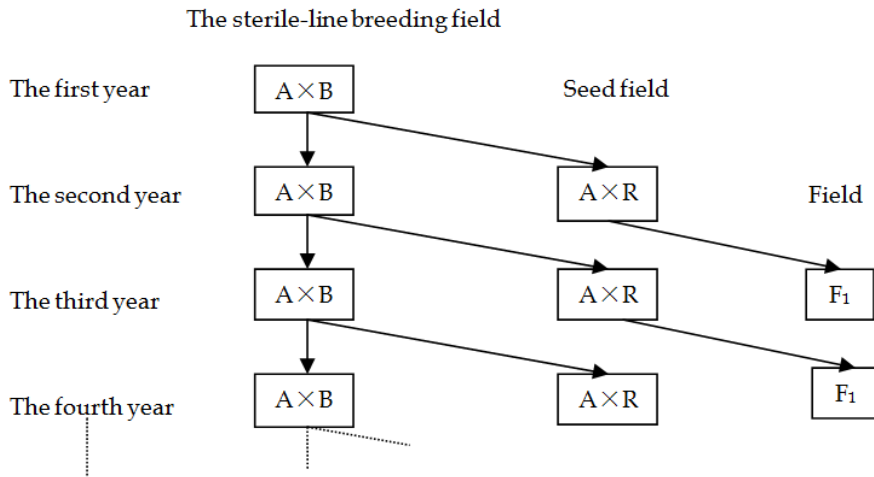 The sterile-line breeding field
The first year A×B Seed field
The second year A×B A×R Field
The third year A×B A×R F₁
The fourth year A×B A×R F₁